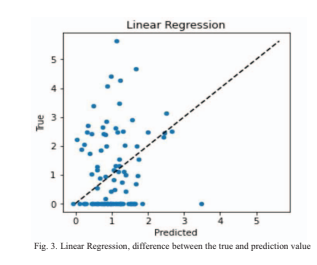 Linear Regression
5
4
3
2
1
0
True
0 1 2 3 4 5
Predicted
Fig. 3. Linear Regression, difference between the true and prediction value